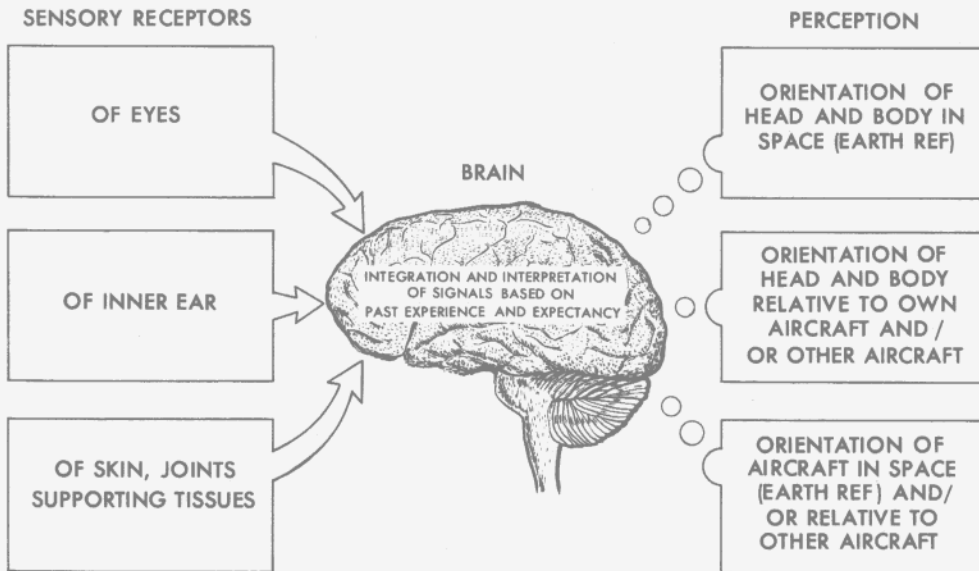 SENSORY RECEPTORS
OF EYES
OF INNER EAR
OF SKIN, JOINTS
SUPPORTING TISSUES
BRAIN
INTEGRATION AND INTERPRETATION
OF SIGNALS BASED ON
PAST EXPERIENCE AND EXPECTANCY
PERCEPTION
ORIENTATION OF
HEAD AND BODY IN
SPACE (EARTH REF)
ORIENTATION OF
HEAD AND BODY
RELATIVE TO OWN
AIRCRAFT AND/
OR OTHER AIRCRAFT
ORIENTATION OF
AIRCRAFT IN SPACE
(EARTH REF) AND/
OR RELATIVE TO
OTHER AIRCRAFT